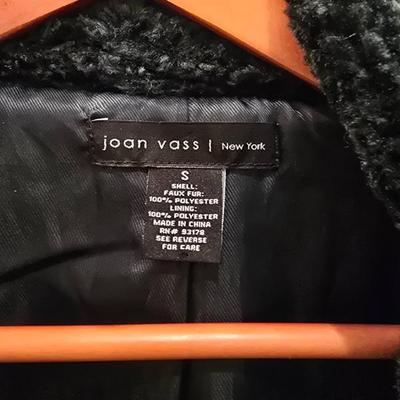 joan vass | New York
S
SHELL:
FAUX FUR:
100% POLYESTER
LINING:
100% POLYESTER
MADE IN CHINA
RN# 93178
SEE REVERSE
FOR CARE